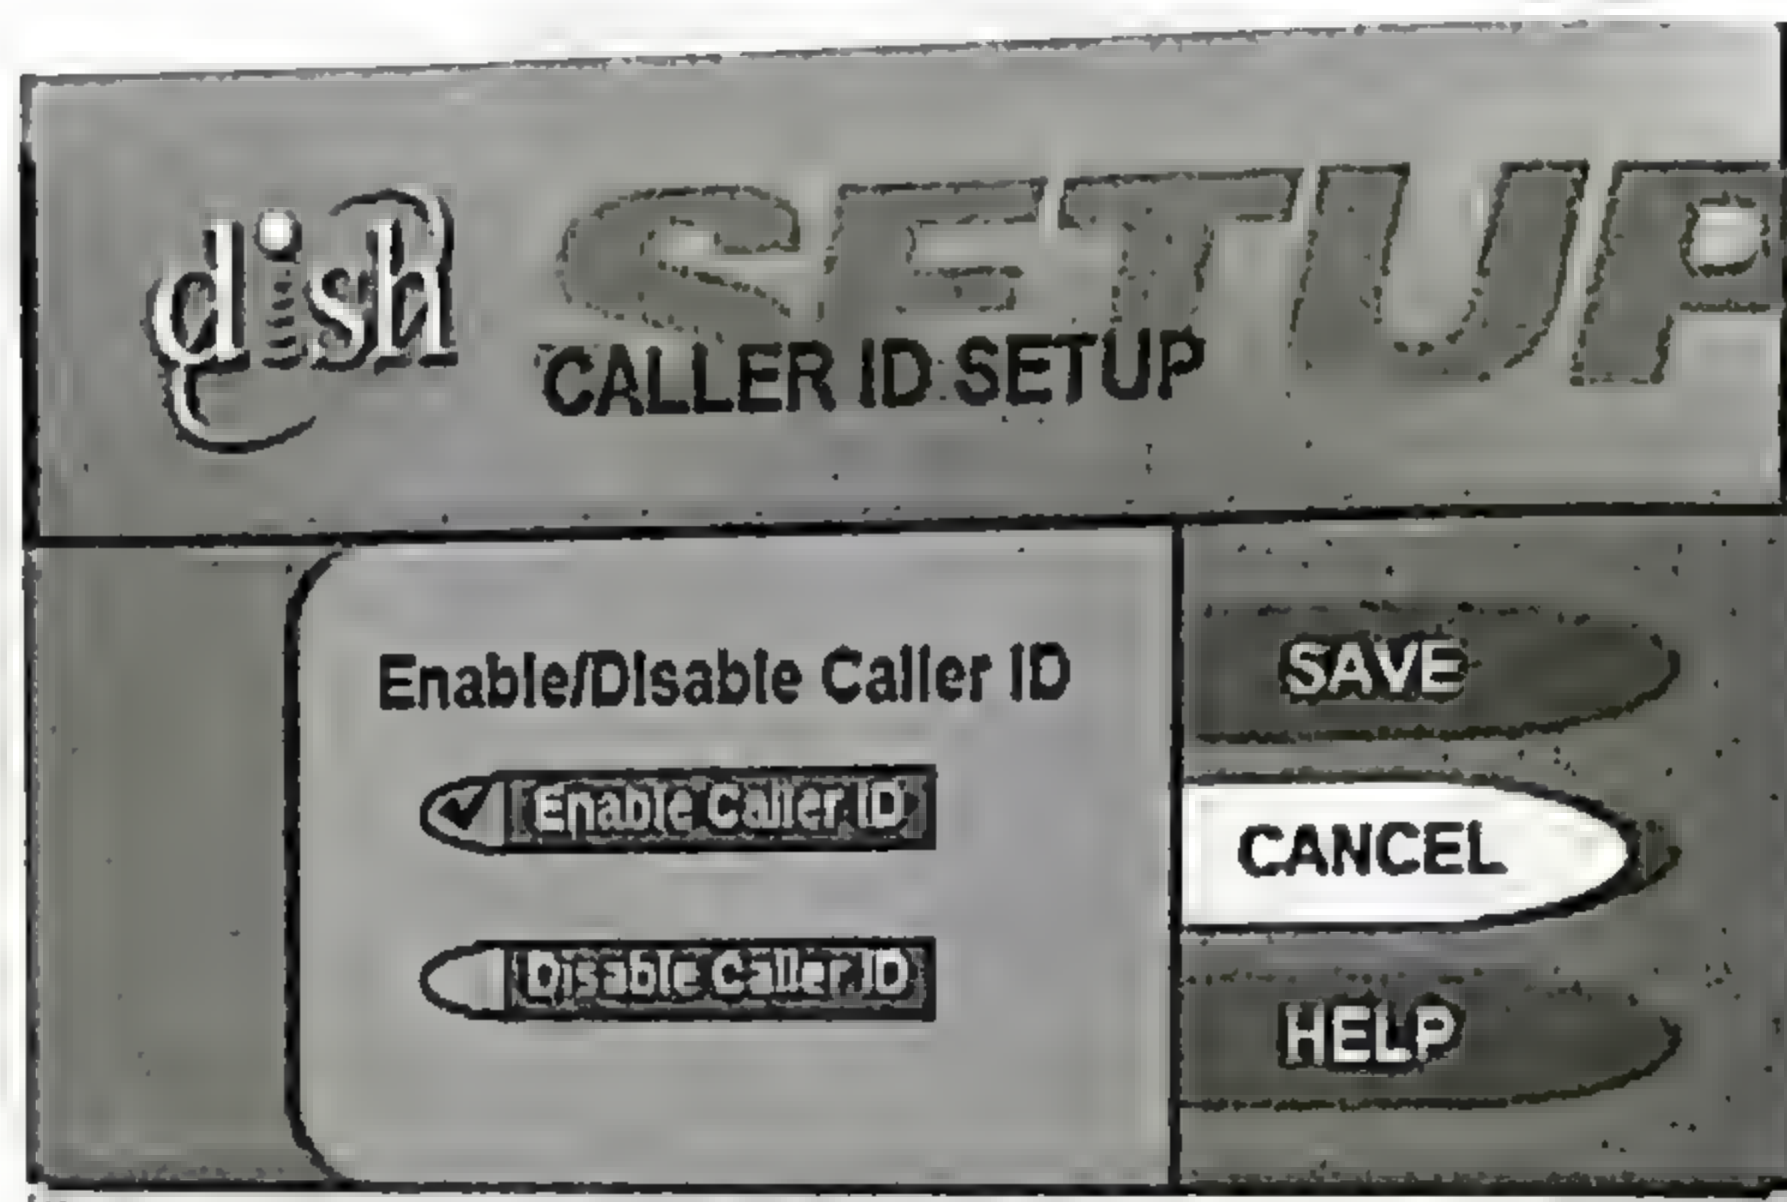 dish
SETUP
CALLER ID SETUP
Enable/Disable Caller ID
Enable Caller ID
Disable Caller ID
SAVE
CANCEL
HELP